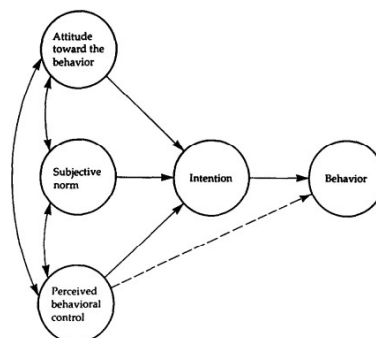 Attitude
toward the
behavior
Subjective
norm
Intention
Behavior
Perceived
behavioral
control